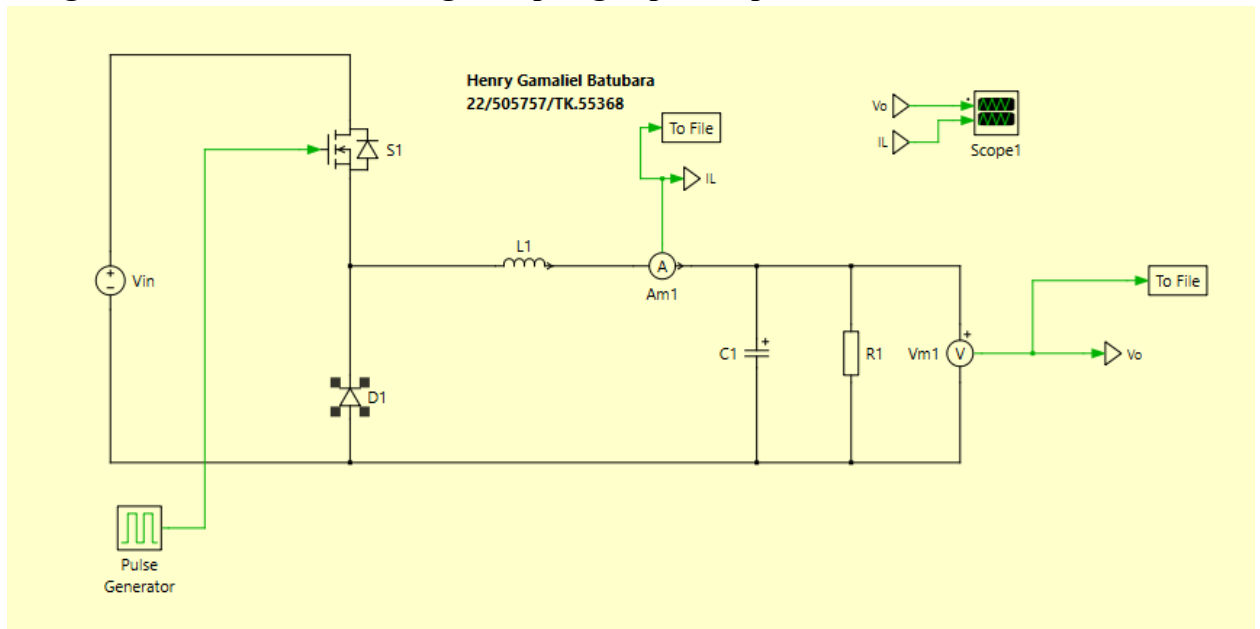 Henry Gamaliel Batubara
22/505757/TK.55368
To File
IL
Vo
IL
Scope1
S1
Vin
L1
A
Am1
To File
C1
R1
Vm1
V
Vo
D1
Pulse
Generator